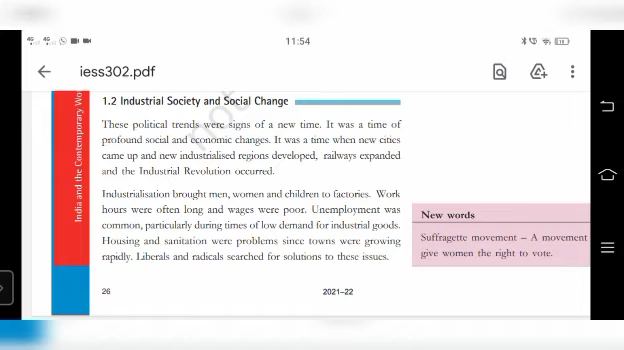 4G 4G
11:54
iess302.pdf
1.2 Industrial Society and Social Change
These political trends were signs of a new time. It was a time of
profound social and economic changes. It was a time when new cities
came up and new industrialised regions developed, railways expanded
and the Industrial Revolution occurred.
Industrialisation brought men, women and children to factories. Work
hours were often long and wages were poor. Unemployment was
common, particularly during times of low demand for industrial goods.
Housing and sanitation were problems since towns were growing
rapidly. Liberals and radicals searched for solutions to these issues.
India and the Contemporary Wo
not
New words
Suffragette movement – A movement
give women the right to vote.
26
2021–22